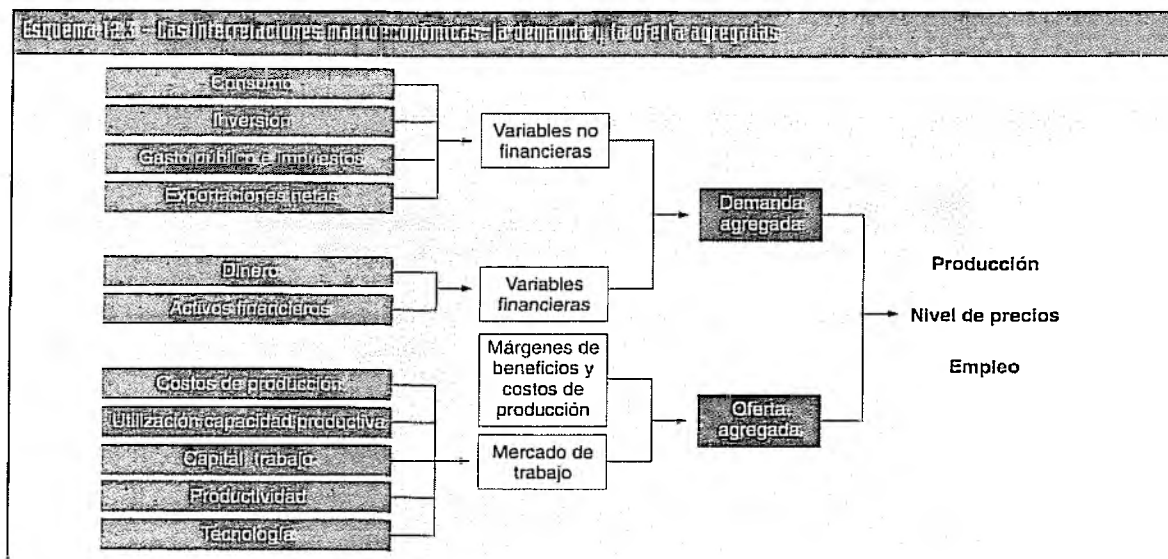 Esquema 12.3 - Las interrelaciones macroeconómicas: la demanda y la oferta agregadas
Consumo
Inversión
Gasto público e impuestos
Exportaciones netas
Variables no
financieras
Demanda
agregada
Dinero
Activos financieros
Variables
financieras
Producción
Nivel de precios
Empleo
Costos de producción
Utilización capacidad productiva
Capital trabajo
Productividad
Tecnología
Márgenes de
beneficios y
costos de
producción
Mercado de
trabajo
Oferta
agregada